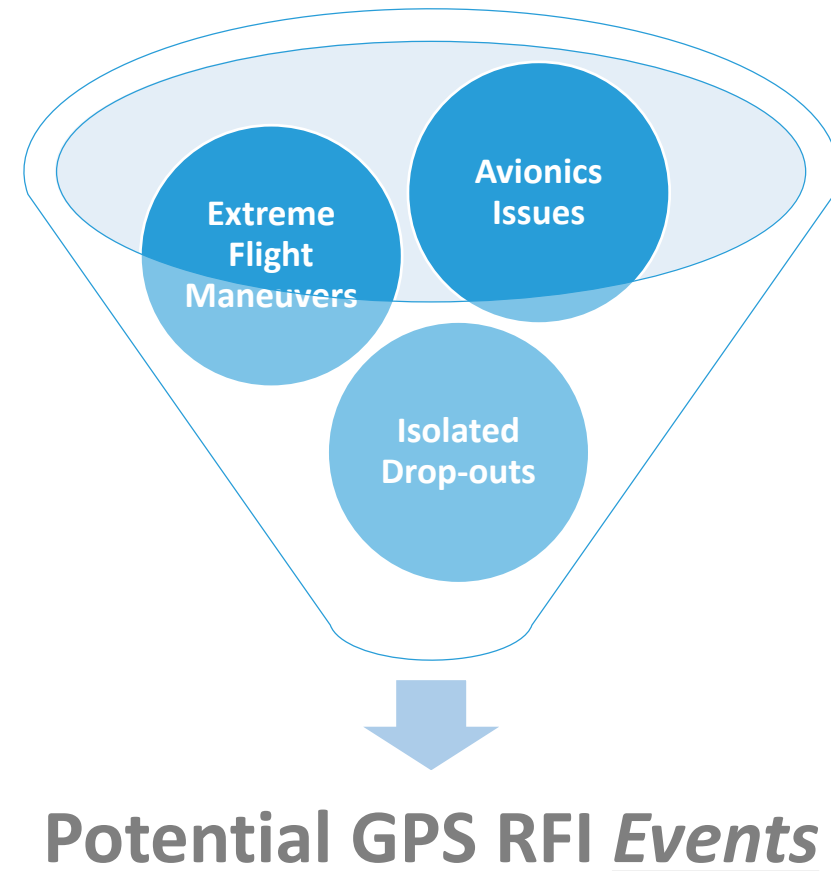 Avionics
Issues
Extreme
Flight
Maneuvers
Isolated
Drop-outs
Potential GPS RFI Events